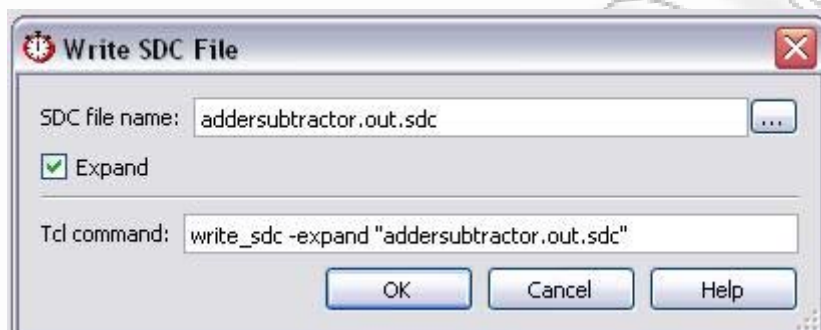 Write SDC File
SDC file name: addersubtractor.out.sdc ...
Expand
Tcl command: write_sdc -expand "addersubtractor.out.sdc"
OK Cancel Help